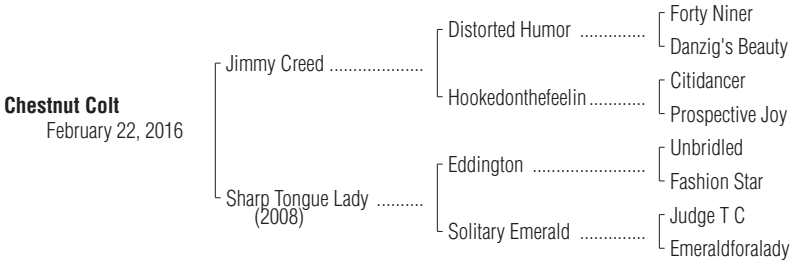 Forty Niner
Distorted Humor ..............
Danzig's Beauty
Jimmy Creed ....................
Citidancer
Hookedonthefeelin ............
Prospective Joy
Chestnut Colt
February 22, 2016
Unbridled
Eddington ........................
Fashion Star
Sharp Tongue Lady ..........
(2008)
Judge T C
Solitary Emerald ..............
Emeraldforalady